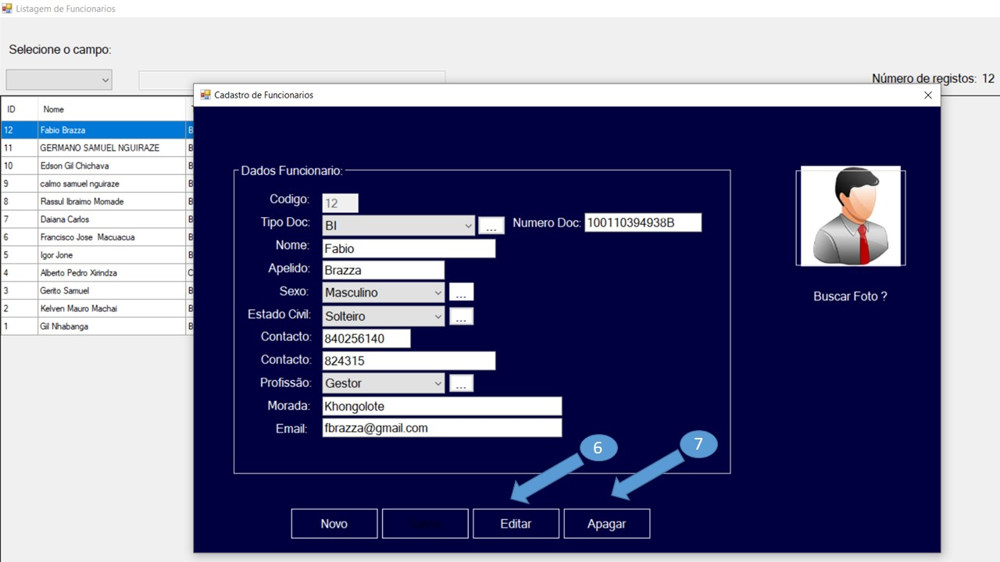 Listagem de Funcionarios
Selecione o campo:
Número de registos: 12
ID Nome
12 Fabio Brazza B
11 GERMANO SAMUEL NGUIRAZE B
10 Edson Gil Chichava B
9 calmo samuel nguiraze B
8 Rassul Ibraimo Momade B
7 Daiana Carlos B
6 Francisco Jose Macuacua B
5 Igor Jone B
4 Alberto Pedro Xirindza C
3 Gerito Samuel B
2 Kelven Mauro Machai B
1 Gil Nhabanga B
Cadastro de Funcionarios
Dados Funcionario:
Codigo: 12
Tipo Doc: BI ... Numero Doc: 100110394938B
Nome: Fabio
Apelido: Brazza
Sexo: Masculino ...
Estado Civil: Solteiro ...
Contacto: 840256140
Contacto: 824315
Profissão: Gestor ...
Morada: Khongolote
Email: fbrazza@gmail.com
Buscar Foto ?
6
7
Novo
Editar
Apagar